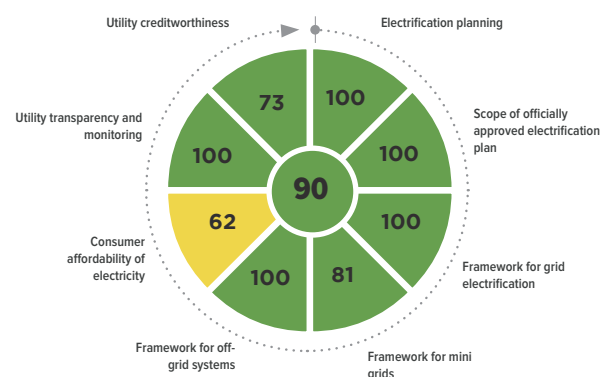 Utility creditworthiness
Electrification planning
73
100
Utility transparency and
monitoring
Scope of officially
approved electrification
plan
100
100
90
62
100
Consumer
affordability of
electricity
Framework for grid
electrification
100
81
Framework for off-
grid systems
Framework for mini
grids